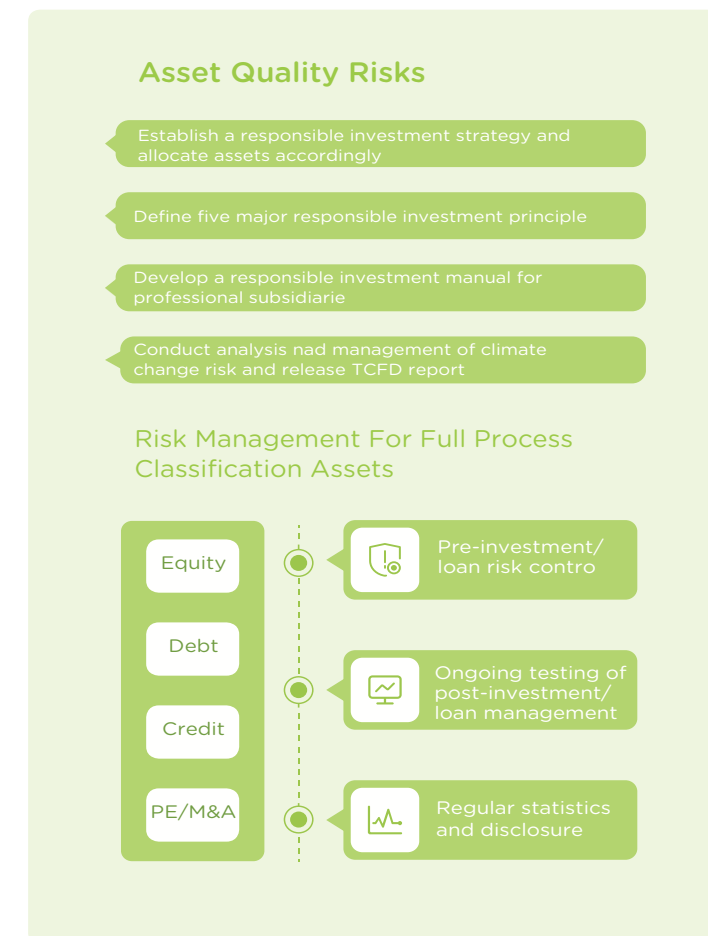 Asset Quality Risks
Establish a responsible investment strategy and
allocate assets accordingly
Define five major responsible investment principle
Develop a responsible investment manual for
professional subsidiarie
Conduct analysis nad management of climate
change risk and release TCFD report
Risk Management For Full Process
Classification Assets
Equity
Debt
Credit
PE/M&A
Pre-investment/
loan risk contro
Ongoing testing of
post-investment/
loan management
Regular statistics
and disclosure